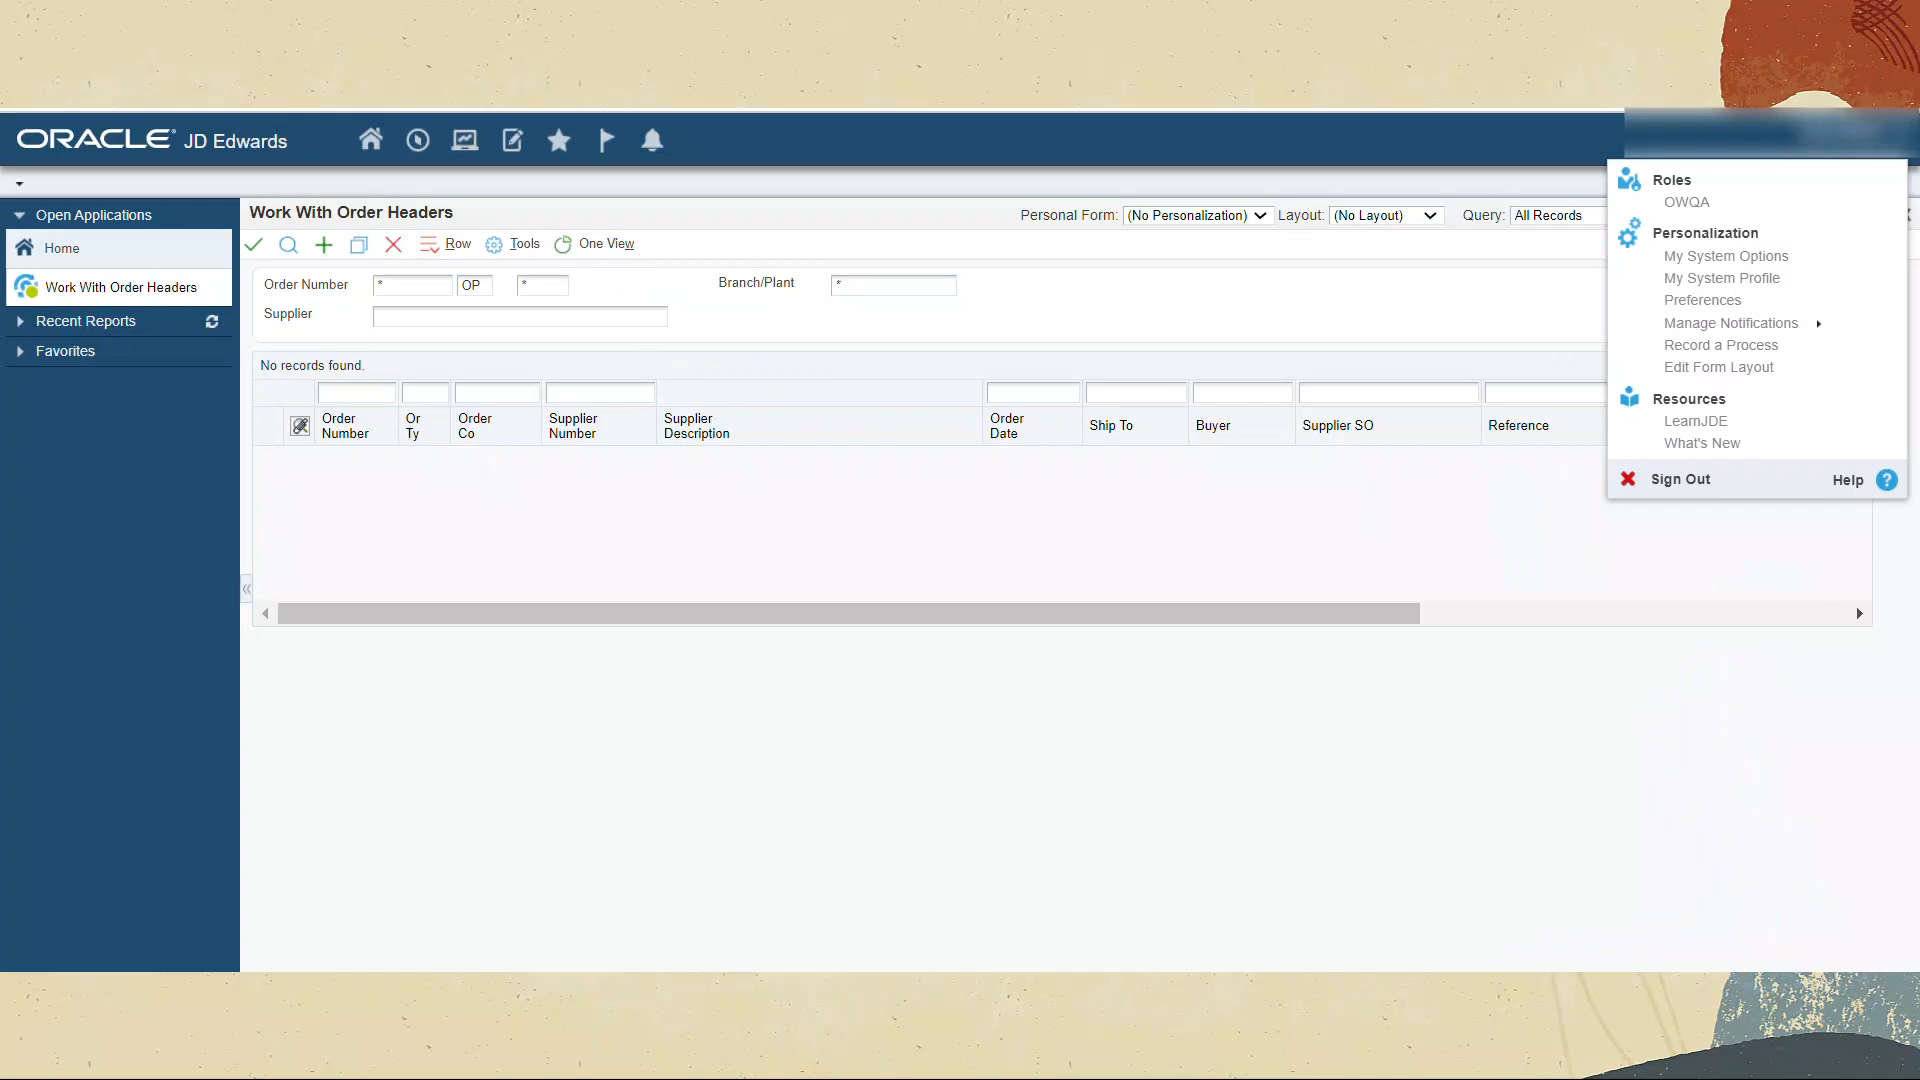 ORACLE JD Edwards
Open Applications
Home
Work With Order Headers
Recent Reports
Favorites
Work With Order Headers
Personal Form: (No Personalization) Layout: (No Layout) Query: All Records
Row Tools One View
Order Number * OP * Branch/Plant *
Supplier
No records found.
Order Number
Or Ty
Order Co
Supplier Number
Supplier Description
Order Date
Ship To
Buyer
Supplier SO
Reference
Roles
OWQA
Personalization
My System Options
My System Profile
Preferences
Manage Notifications
Record a Process
Edit Form Layout
Resources
LearnJDE
What's New
Sign Out Help ?